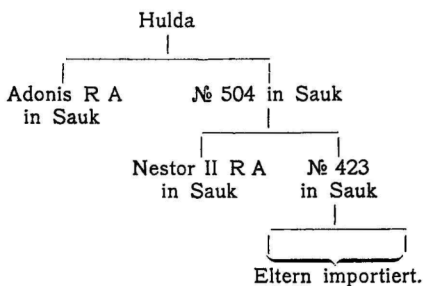 Hulda
Adonis R A № 504 in Sauk
in Sauk
Nestor II R A № 423
in Sauk in Sauk
Eltern importiert.